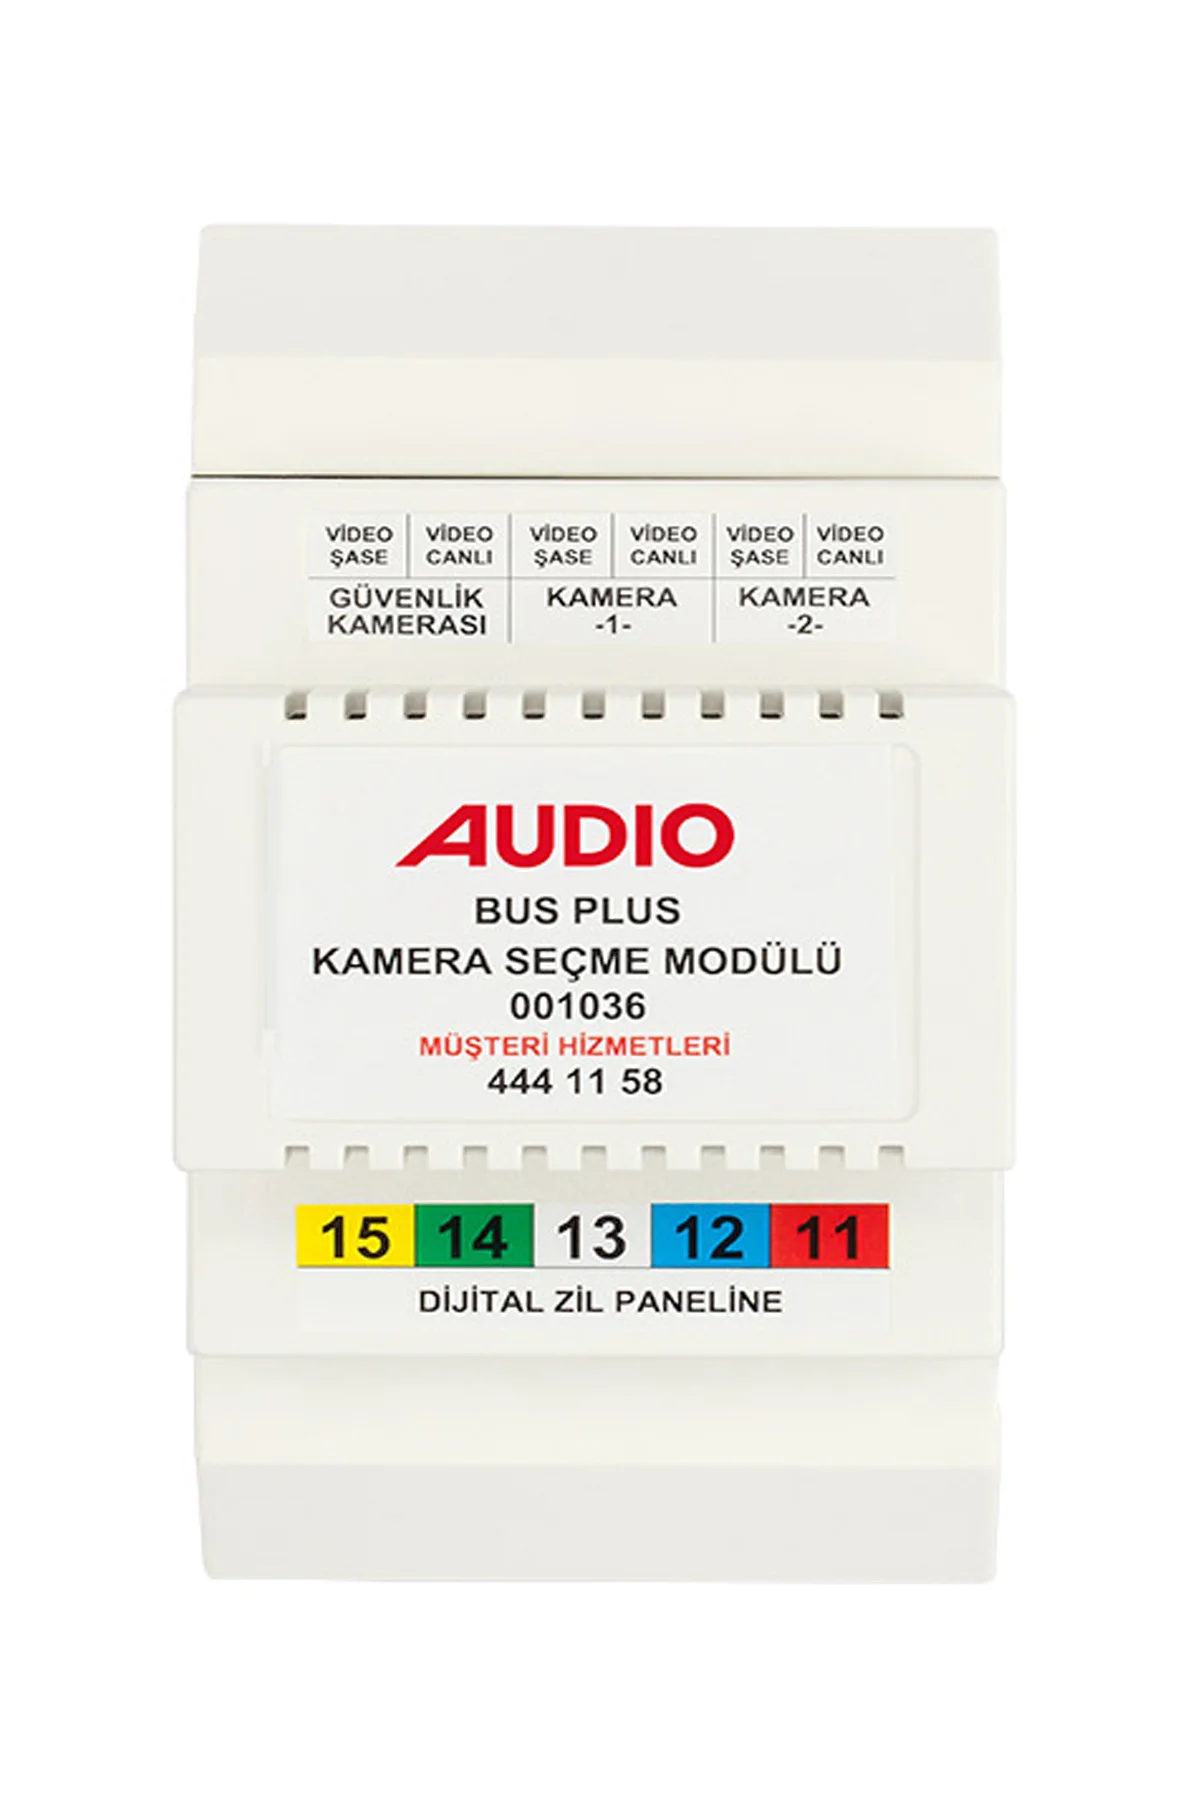 VİDEO VİDEO VİDEO VİDEO VİDEO VİDEO
ŞASE CANLI ŞASE CANLI ŞASE CANLI
GÜVENLİK KAMERA KAMERA
KAMERASI -1- -2-
AUDIO
BUS PLUS
KAMERA SEÇME MODÜLÜ
001036
MÜŞTERİ HİZMETLERİ
444 11 58
15 14 13 12 11
DİJİTAL ZİL PANELİNE